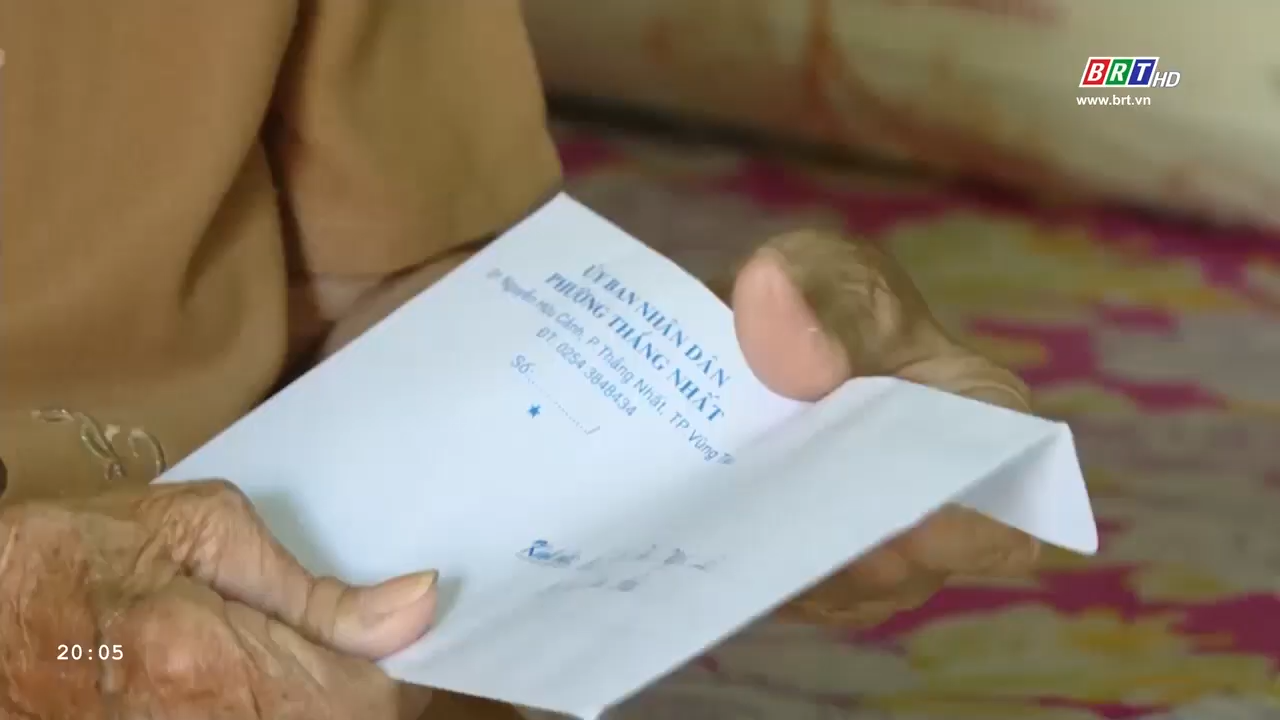 BRT HD
www.brt.vn
ỦY BAN NHÂN DÂN
PHƯỜNG THẮNG NHẤT
Nguyễn Hữu Cảnh, P Thắng Nhất, TP Vũng
ĐT 0254 3848434
Số:............../
20:05